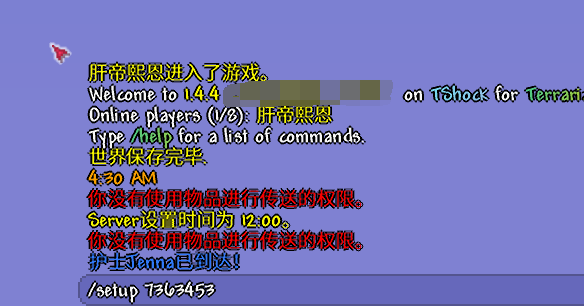 肝帝熙恩进入了游戏。
Welcome to 1.4.4 on TShock for Terraria
Online players (1/8): 肝帝熙恩
Type /help for a list of commands.
世界保存完毕、
4:30 AM
你没有使用物品进行传送的权限。
Server设置时间为 12:00。
你没有使用物品进行传送的权限。
护士Jenna已到达！
/setup 7363453